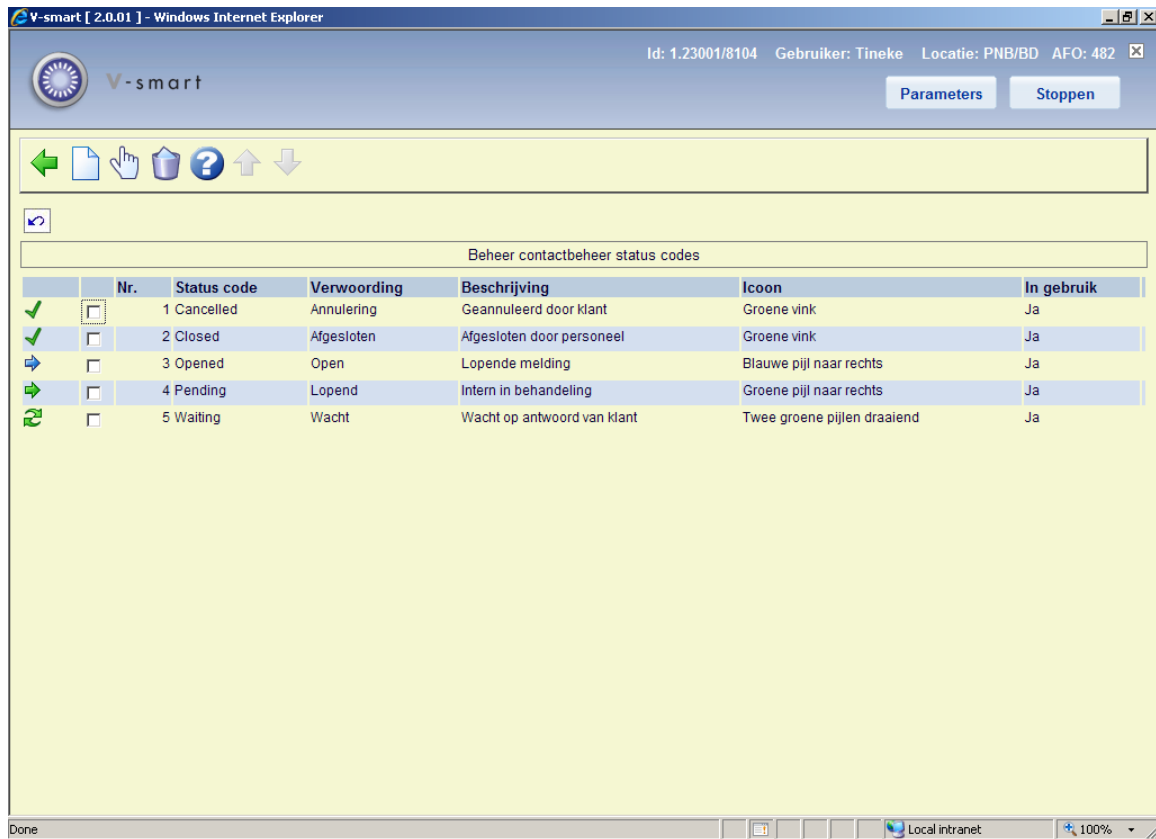 V-smart [ 2.0.01 ] - Windows Internet Explorer
Id: 1.23001/8104 Gebruiker: Tineke Locatie: PNB/BD AFO: 482
V-smart
Parameters Stoppen
Beheer contactbeheer status codes
Nr. Status code Verwoording Beschrijving Icoon In gebruik
1 Cancelled Annulering Geannuleerd door klant Groene vink Ja
2 Closed Afgesloten Afgesloten door personeel Groene vink Ja
3 Opened Open Lopende melding Blauwe pijl naar rechts Ja
4 Pending Lopend Intern in behandeling Groene pijl naar rechts Ja
5 Waiting Wacht Wacht op antwoord van klant Twee groene pijlen draaiend Ja
Done Local intranet 100%